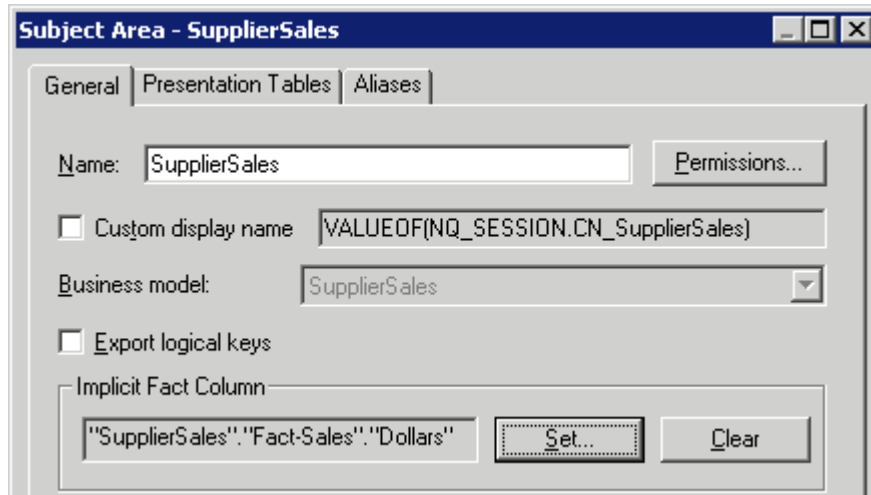 Subject Area - SupplierSales
General Presentation Tables Aliases
Name: SupplierSales Permissions...
Custom display name VALUEOF(NQ_SESSION.CN_SupplierSales)
Business model: SupplierSales
Export logical keys
Implicit Fact Column
"SupplierSales"."Fact-Sales"."Dollars" Set... Clear